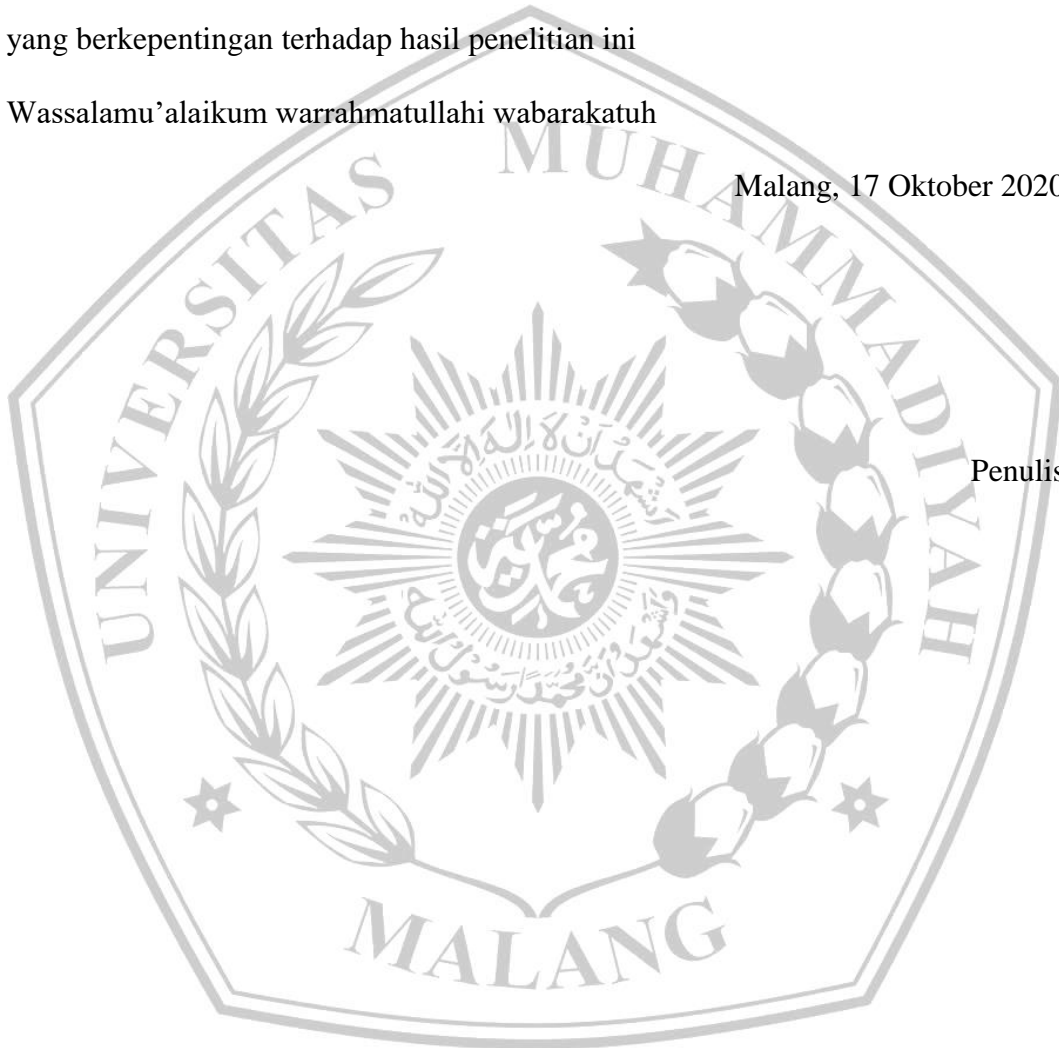 yang berkepentingan terhadap hasil penelitian ini
Wassalamu’alaikum warrahmatullahi wabarakatuh
Malang, 17 Oktober 2020
Penulis
UNIVERSITAS MUHAMMADIYAH
MALANG